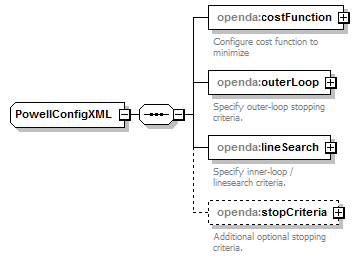 openda:costFunction
Configure cost function to
minimize
openda:outerLoop
Specify outer-loop stopping
criteria.
PowellConfigXML
openda:lineSearch
Specify inner-loop /
linesearch criteria.
openda:stopCriteria
Additional optional stopping
criteria.